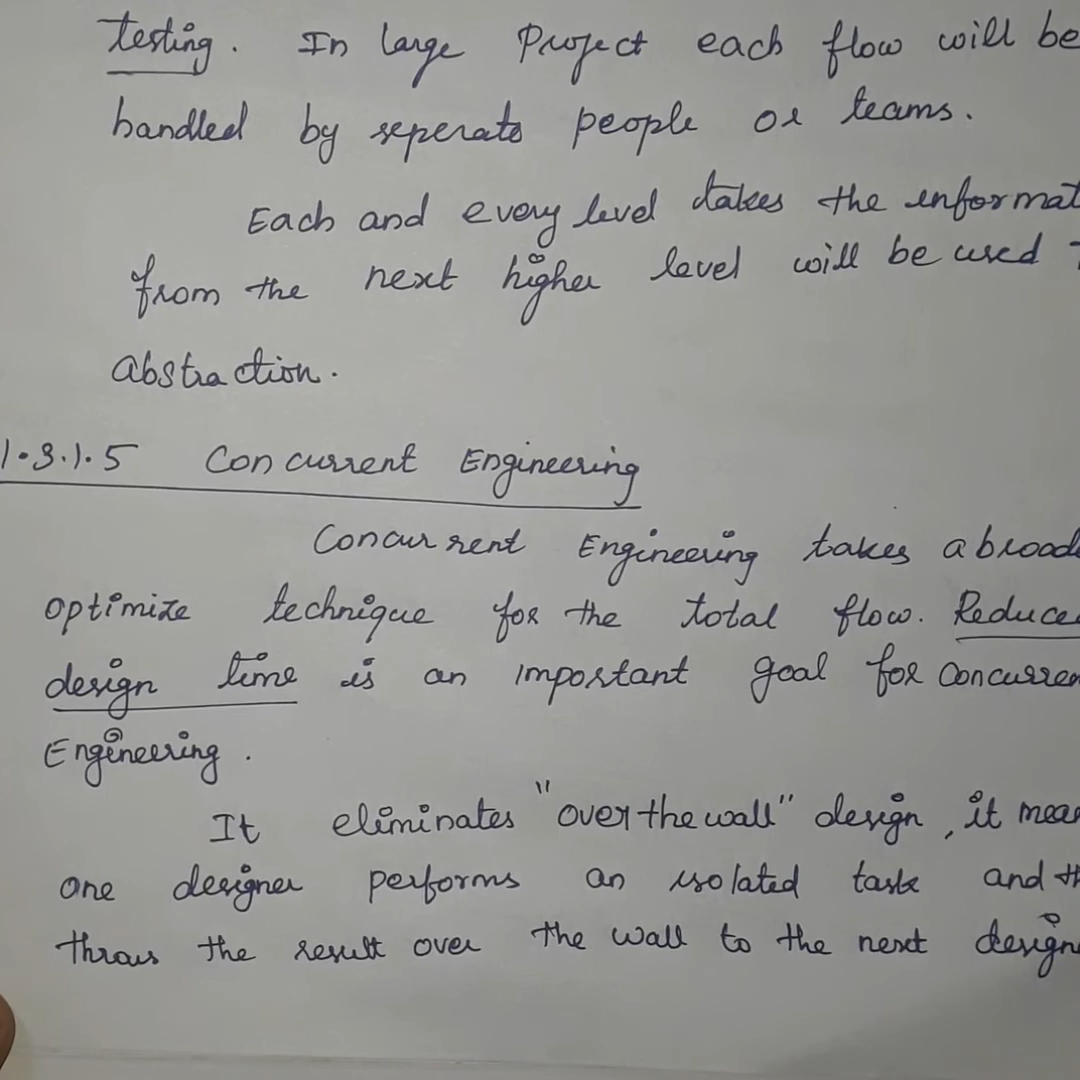 testing. In large Project each flow will be
handled by seperate people or teams.
Each and every level takes the informat
from the next higher level will be used
abstraction.
1.3.1.5 Concurrent Engineering
Concurrent Engineering takes a broad
optimize technique for the total flow. Reduce
design time is an important goal for concurren
Engineering.
It eliminates "over the wall" design, it mean
one designer performs an isolated task and th
throws the result over the wall to the next designe